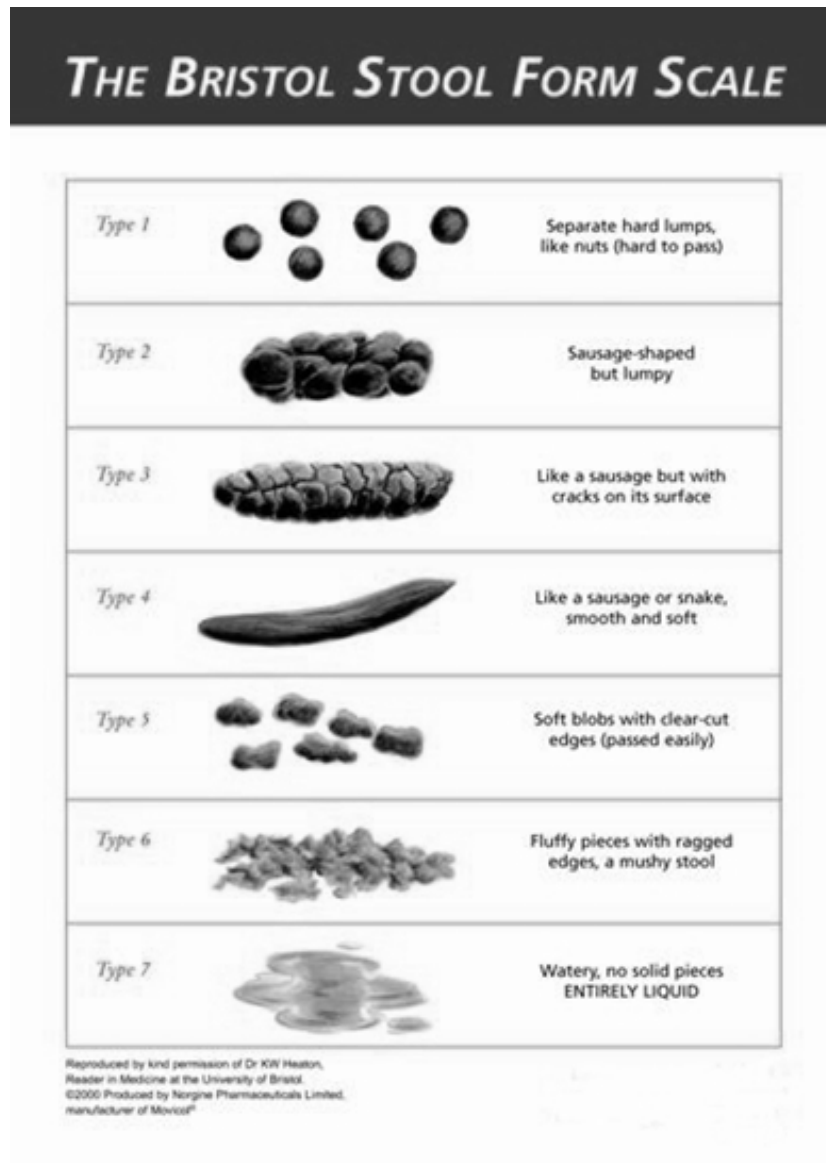 THE BRISTOL STOOL FORM SCALE
Type 1
Separate hard lumps,
like nuts (hard to pass)
Type 2
Sausage-shaped
but lumpy
Type 3
Like a sausage but with
cracks on its surface
Type 4
Like a sausage or snake,
smooth and soft
Type 5
Soft blobs with clear-cut
edges (passed easily)
Type 6
Fluffy pieces with ragged
edges, a mushy stool
Type 7
Watery, no solid pieces
ENTIRELY LIQUID
Reproduced by kind permission of Dr KW Heaton,
Reader in Medicine at the University of Bristol.
©2000 Produced by Norgine Pharmaceuticals Limited,
manufacturer of Movicol®